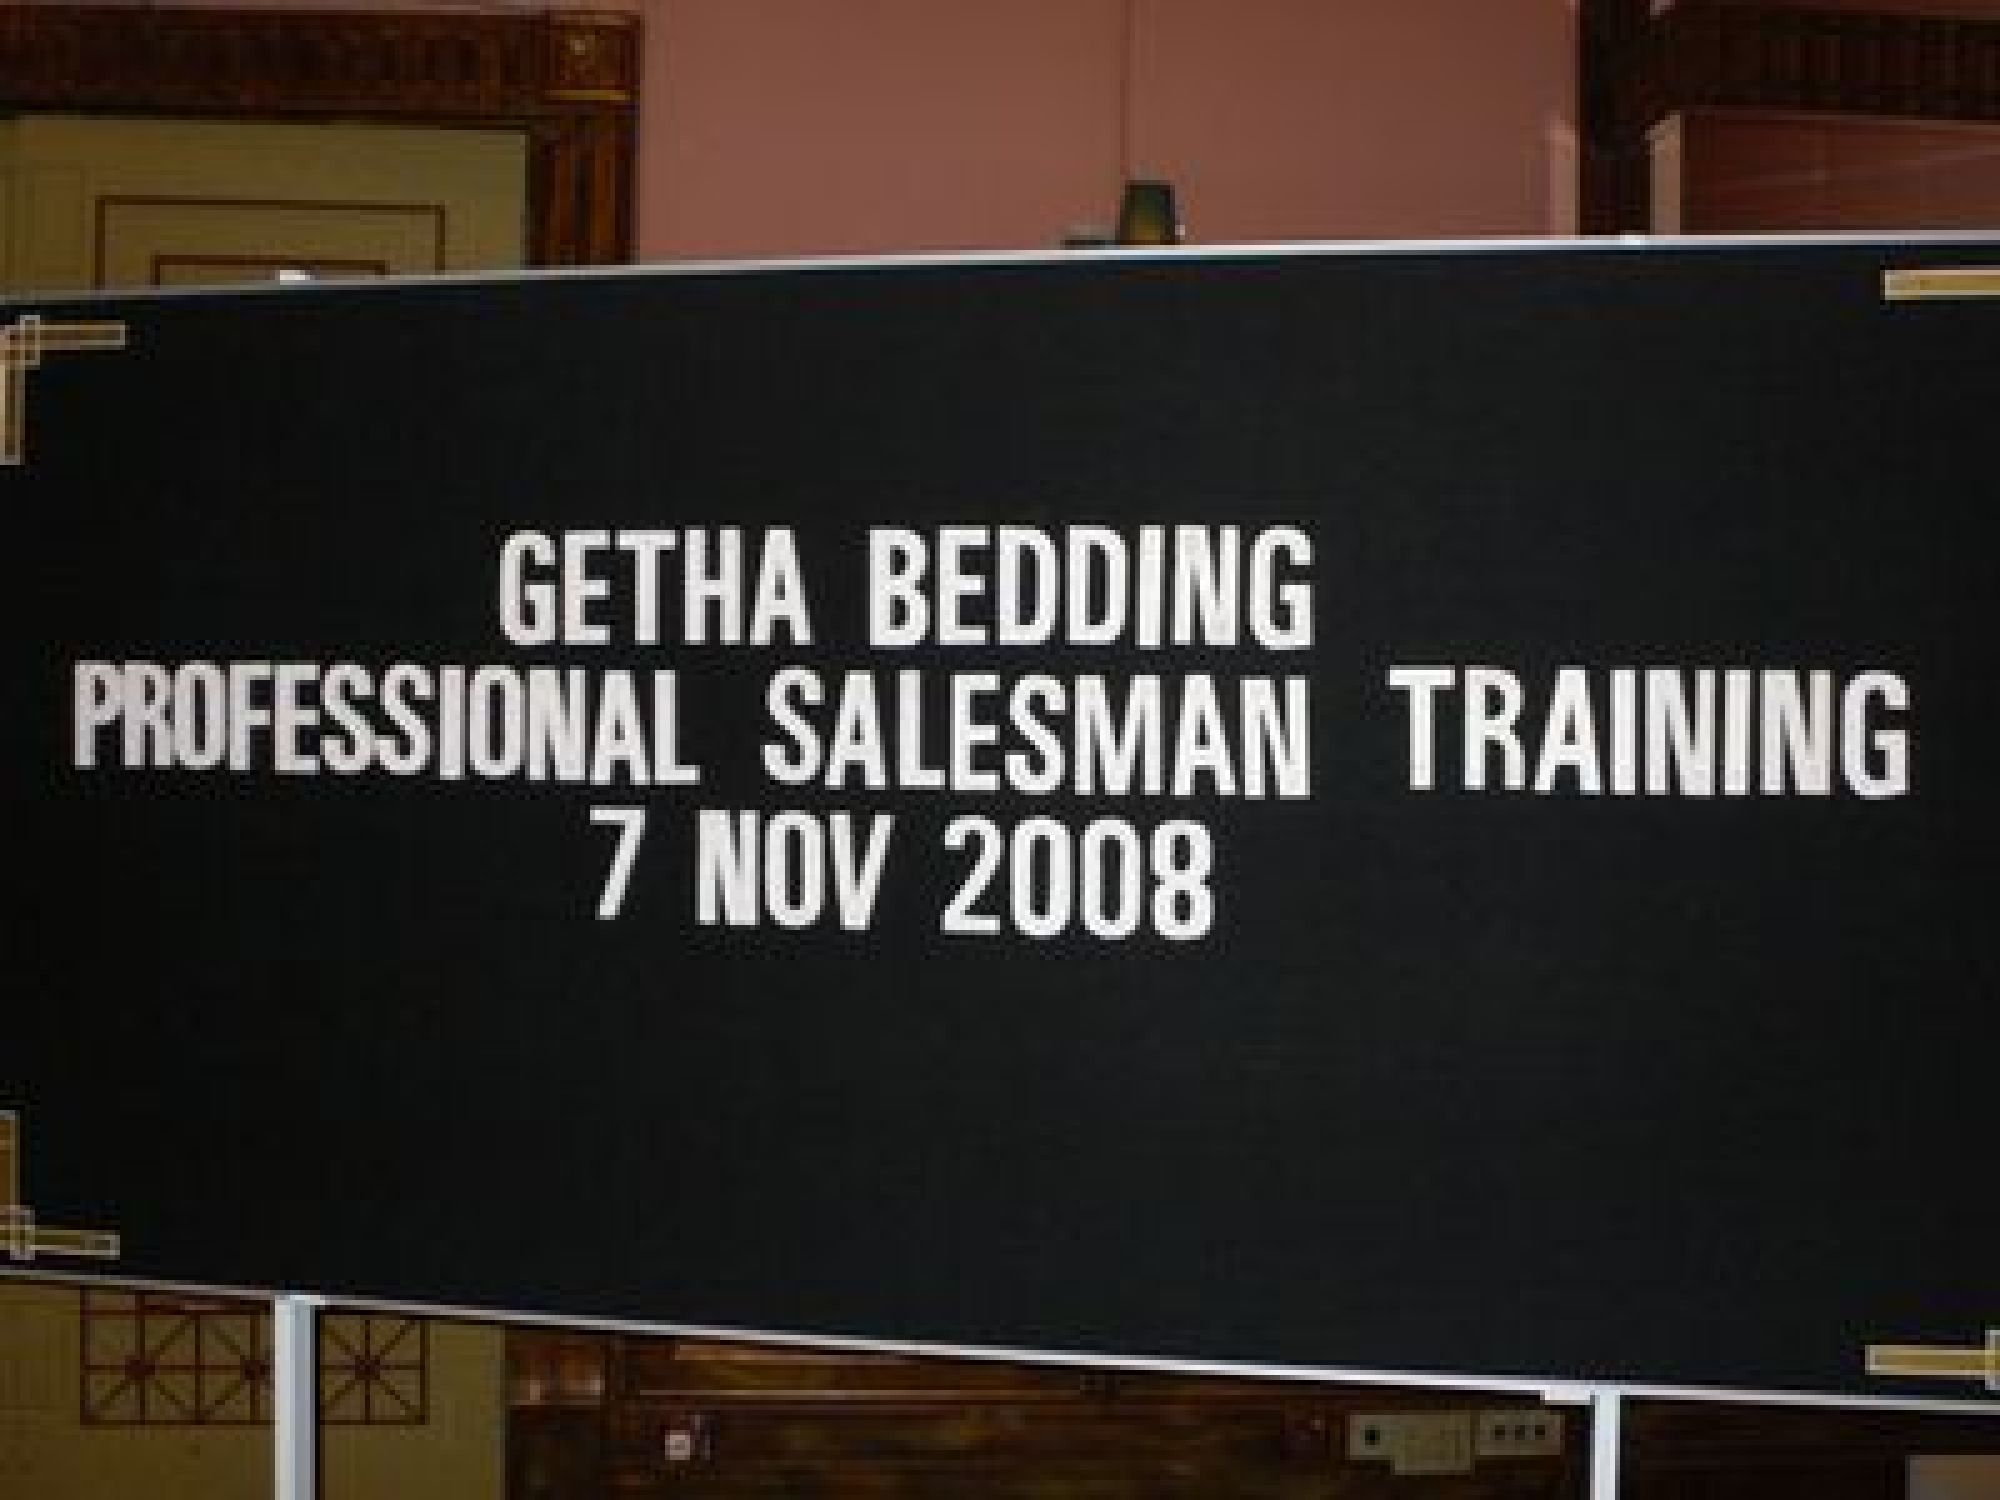 GETHA BEDDING
PROFESSIONAL SALESMAN TRAINING
7 NOV 2008